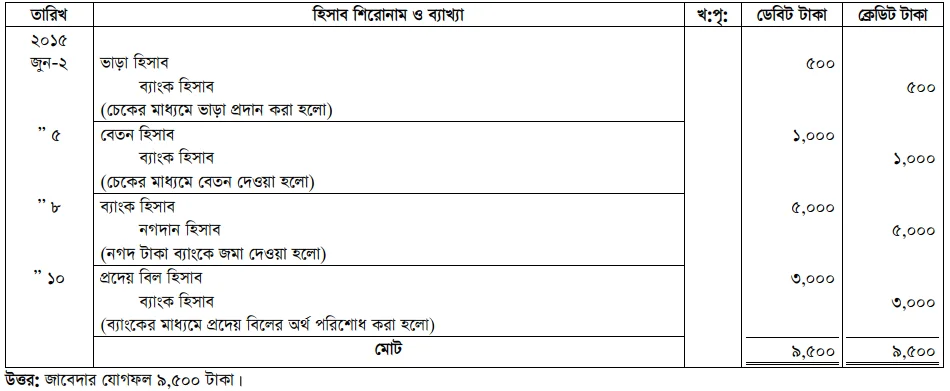 তারিখ হিসাব শিরোনাম ও ব্যাখ্যা খ:পৃ: ডেবিট টাকা ক্রেডিট টাকা
২০১৫
জুন-২ ভাড়া হিসাব ৫০০
ব্যাংক হিসাব ৫০০
(চেকের মাধ্যমে ভাড়া প্রদান করা হলো)
” ৫ বেতন হিসাব ১,০০০
ব্যাংক হিসাব ১,০০০
(চেকের মাধ্যমে বেতন দেওয়া হলো)
” ৮ ব্যাংক হিসাব ৫,০০০
নগদান হিসাব ৫,০০০
(নগদ টাকা ব্যাংকে জমা দেওয়া হলো)
” ১০ প্রদেয় বিল হিসাব ৩,০০০
ব্যাংক হিসাব ৩,০০০
(ব্যাংকের মাধ্যমে প্রদেয় বিলের অর্থ পরিশোধ করা হলো)
মোট ৯,৫০০ ৯,৫০০
উত্তর: জাবেদার যোগফল ৯,৫০০ টাকা।